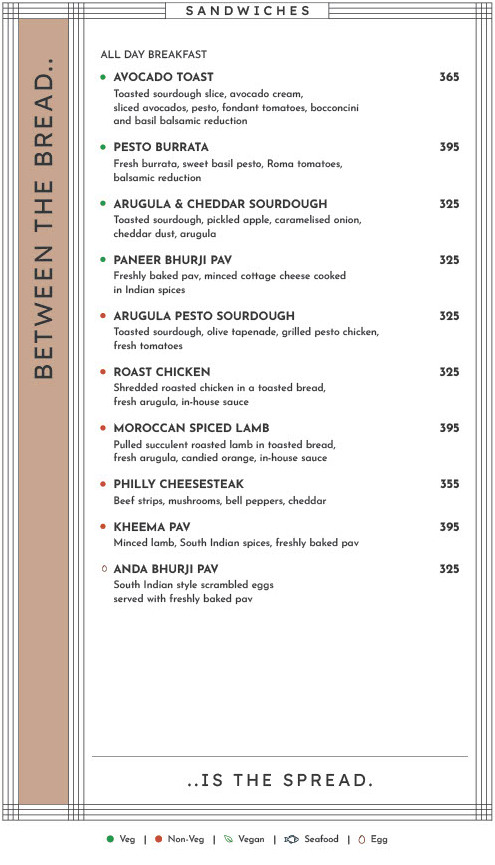 SANDWICHES
BETWEEN THE BREAD..
ALL DAY BREAKFAST
AVOCADO TOAST 365
Toasted sourdough slice, avocado cream,
sliced avocados, pesto, fondant tomatoes, bocconcini
and basil balsamic reduction
PESTO BURRATA 395
Fresh burrata, sweet basil pesto, Roma tomatoes,
balsamic reduction
ARUGULA & CHEDDAR SOURDOUGH 325
Toasted sourdough, pickled apple, caramelised onion,
cheddar dust, arugula
PANEER BHURJI PAV 325
Freshly baked pav, minced cottage cheese cooked
in Indian spices
ARUGULA PESTO SOURDOUGH 325
Toasted sourdough, olive tapenade, grilled pesto chicken,
fresh tomatoes
ROAST CHICKEN 325
Shredded roasted chicken in a toasted bread,
fresh arugula, in-house sauce
MOROCCAN SPICED LAMB 395
Pulled succulent roasted lamb in toasted bread,
fresh arugula, candied orange, in-house sauce
PHILLY CHEESESTEAK 355
Beef strips, mushrooms, bell peppers, cheddar
KHEEMA PAV 395
Minced lamb, South Indian spices, freshly baked pav
ANDA BHURJI PAV 325
South Indian style scrambled eggs
served with freshly baked pav
..IS THE SPREAD.
Veg | Non-Veg | Vegan | Seafood | Egg